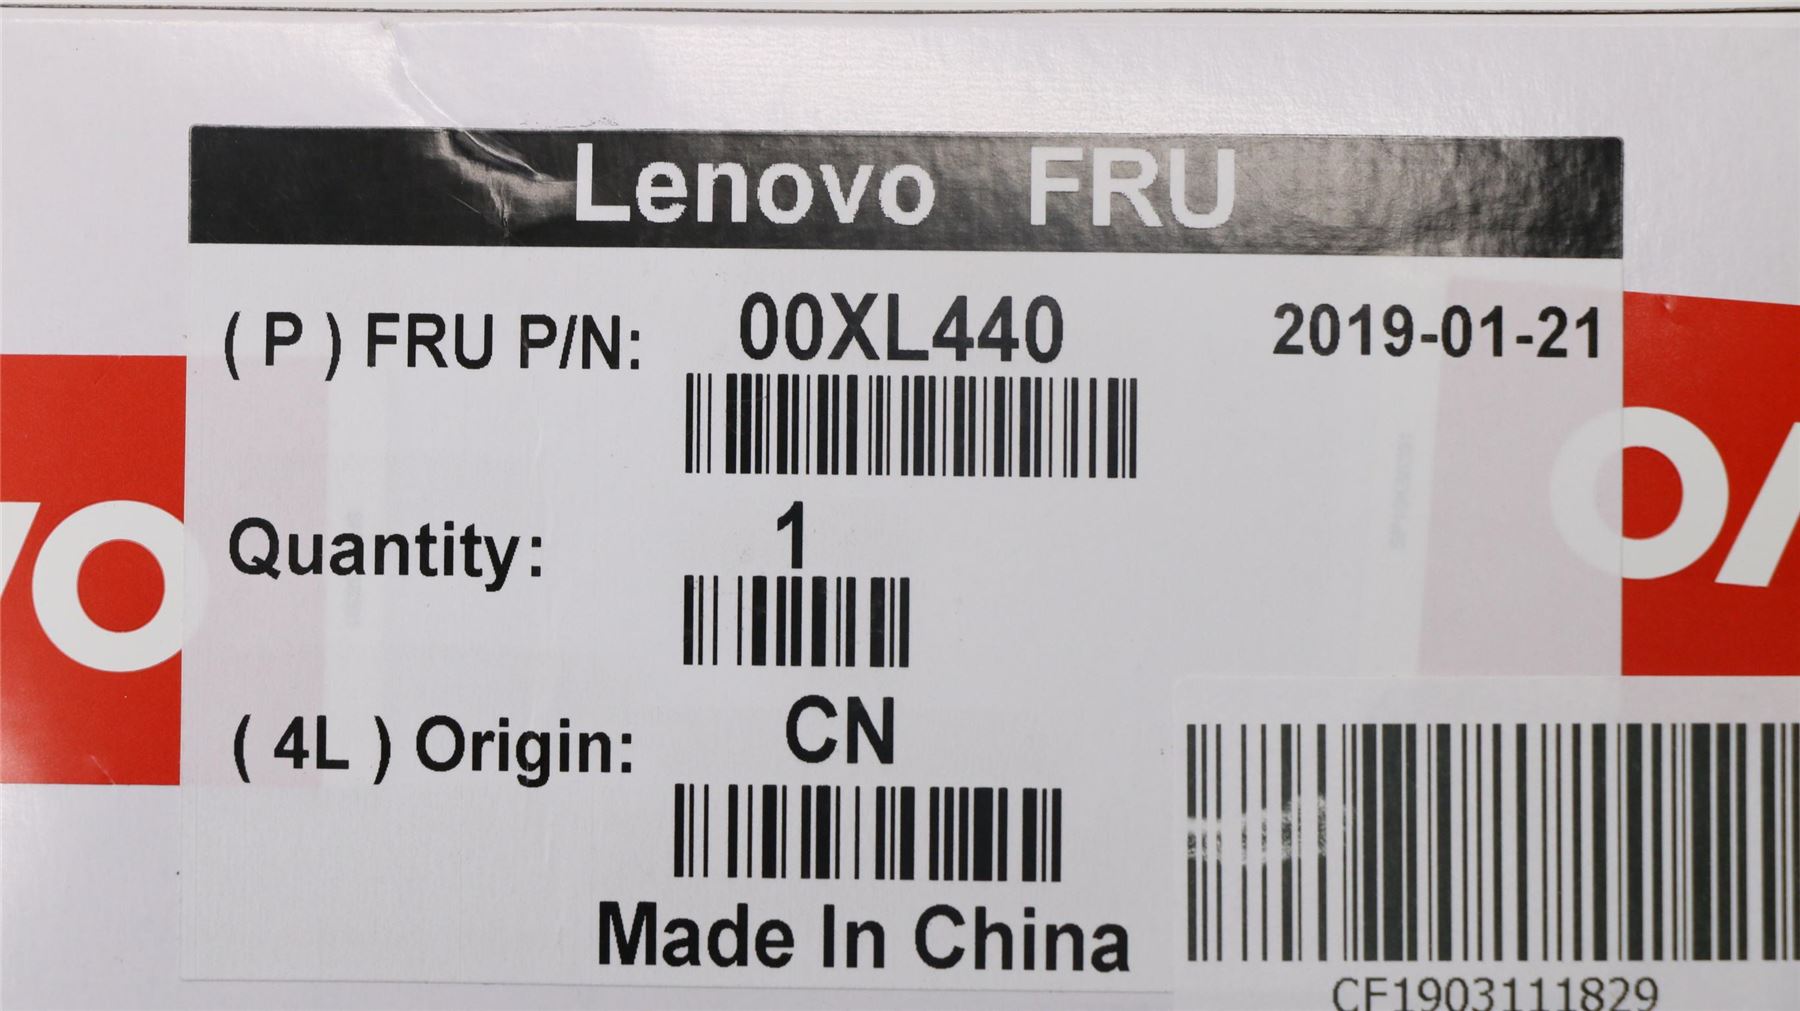 Lenovo FRU
( P ) FRU P/N: 00XL440 2019-01-21
Quantity: 1
( 4L ) Origin: CN
Made In China
CF1903111829